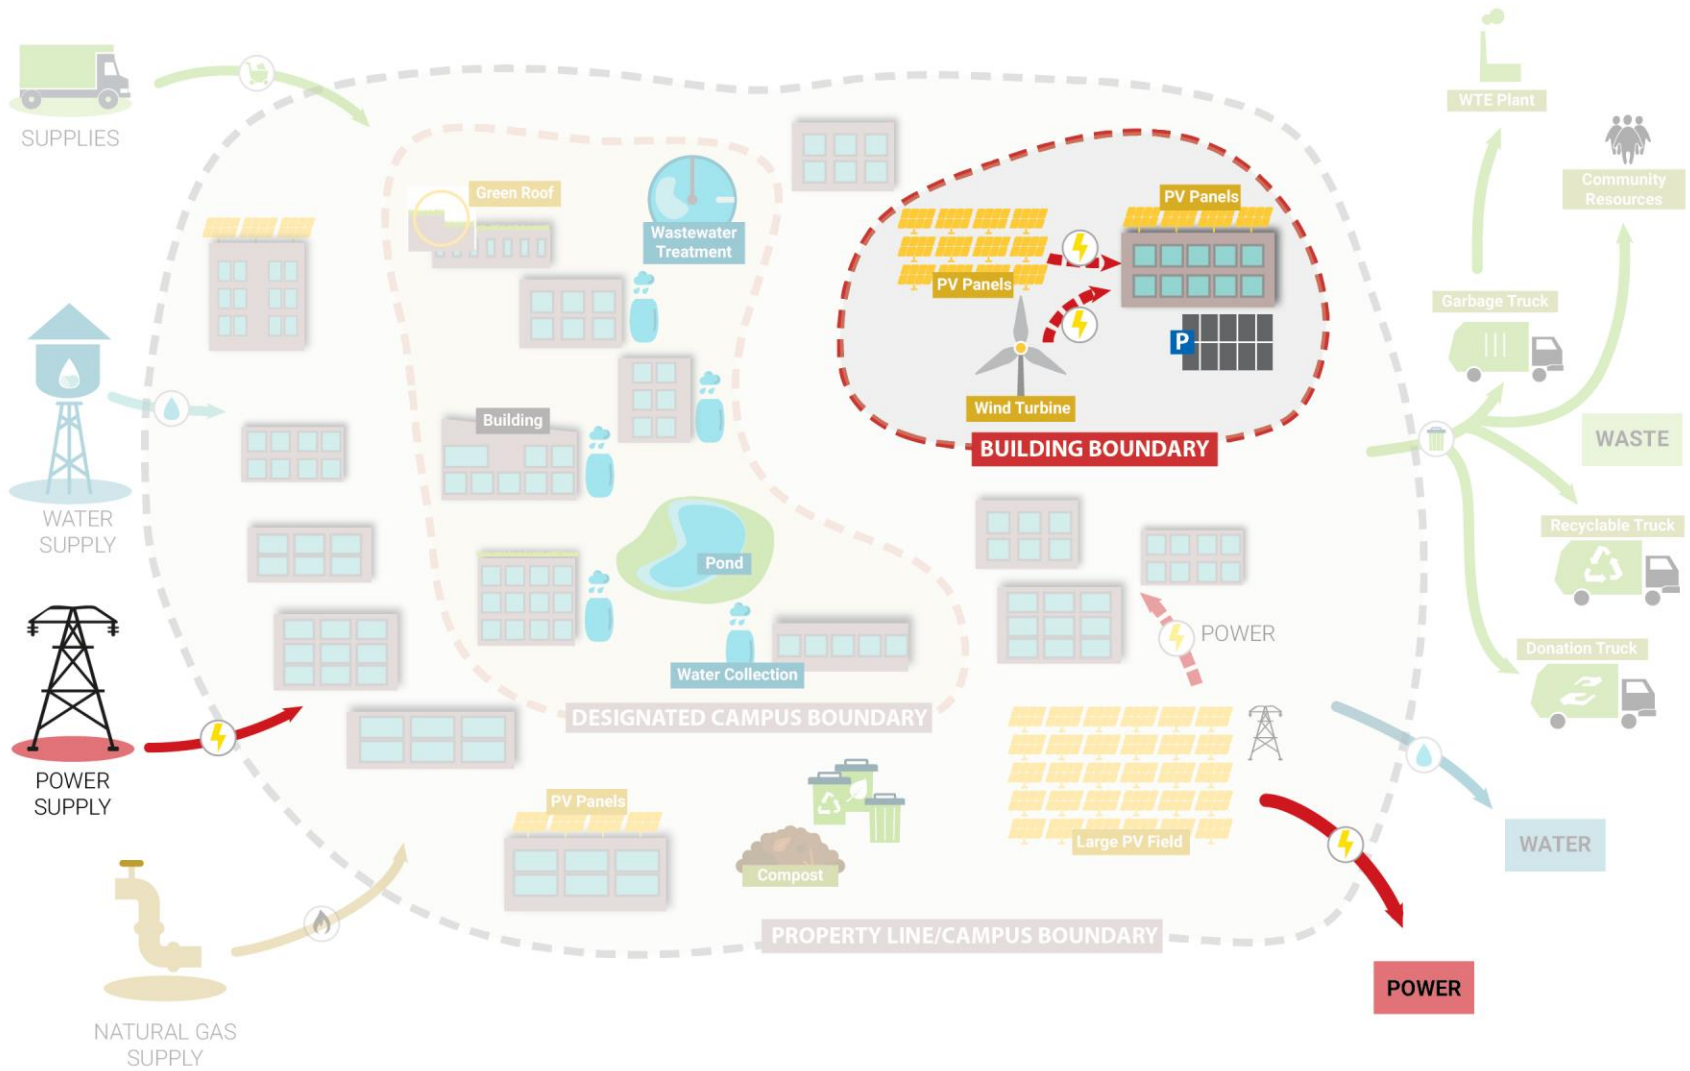 SUPPLIES
WATER
SUPPLY
POWER
SUPPLY
NATURAL GAS
SUPPLY
Green Roof
Wastewater
Treatment
Building
Pond
Water Collection
DESIGNATED CAMPUS BOUNDARY
PV Panels
PV Panels
Wind Turbine
P
BUILDING BOUNDARY
POWER
PV Panels
Compost
Large PV Field
PROPERTY LINE/CAMPUS BOUNDARY
WTE Plant
Community
Resources
Garbage Truck
WASTE
Recyclable Truck
Donation Truck
WATER
POWER